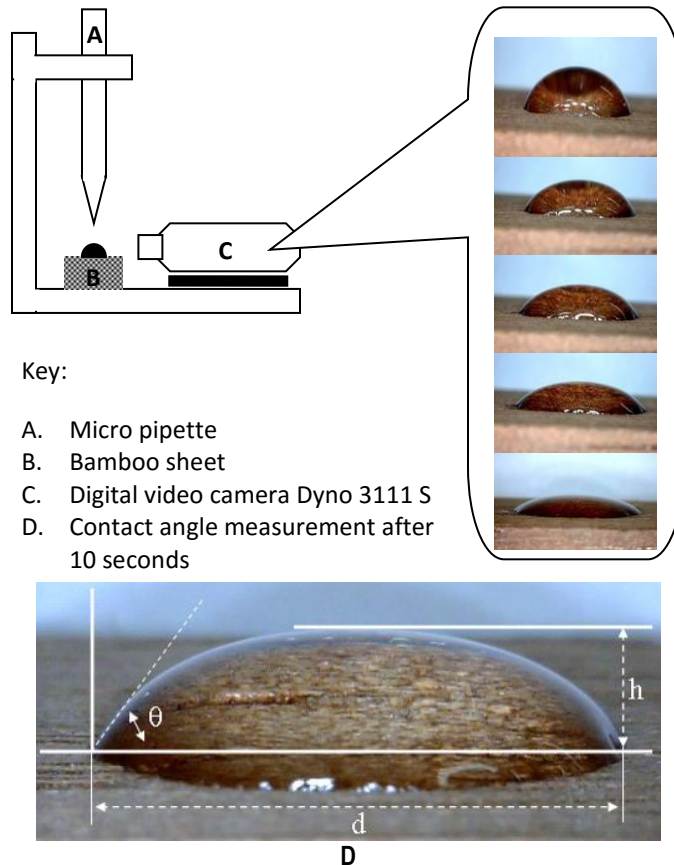 A
C
B
Key:
A. Micro pipette
B. Bamboo sheet
C. Digital video camera Dyno 3111 S
D. Contact angle measurement after
10 seconds
θ
h
d
D